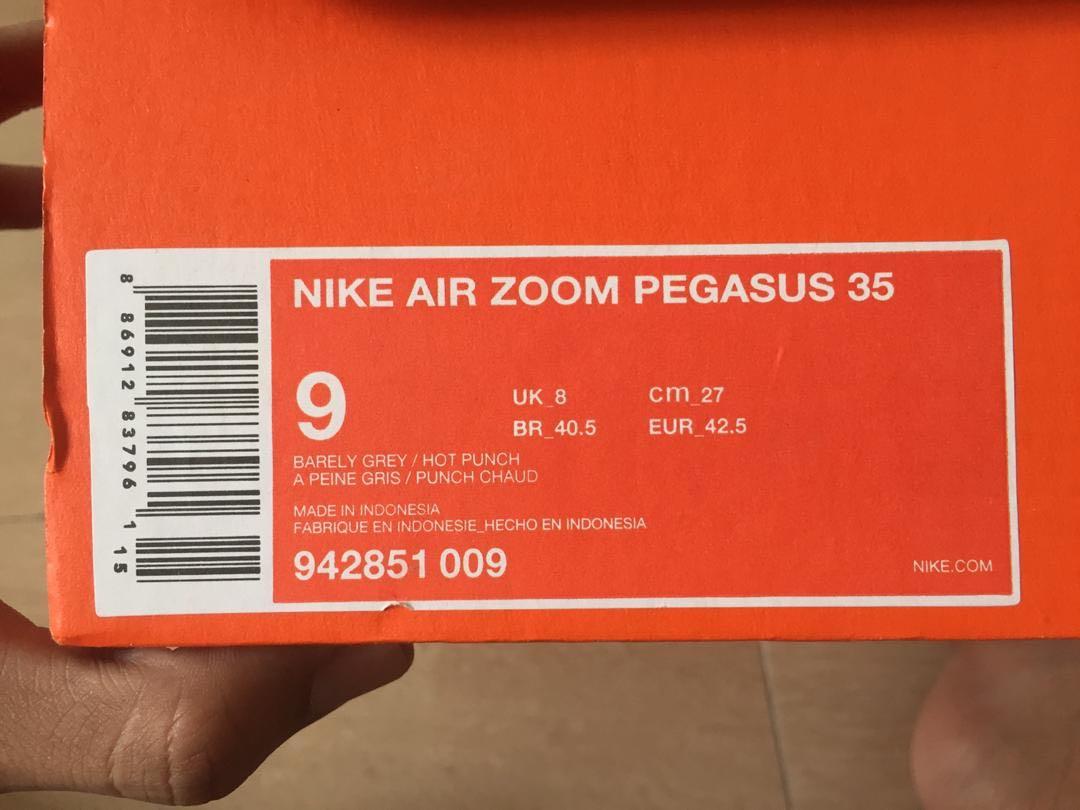 NIKE AIR ZOOM PEGASUS 35
9
UK_8
cm_27
BR_40.5
EUR_42.5
BARELY GREY / HOT PUNCH
A PEINE GRIS / PUNCH CHAUD
MADE IN INDONESIA
FABRIQUE EN INDONESIE_HECHO EN INDONESIA
942851 009
NIKE.COM
8 86912 83796 1 15